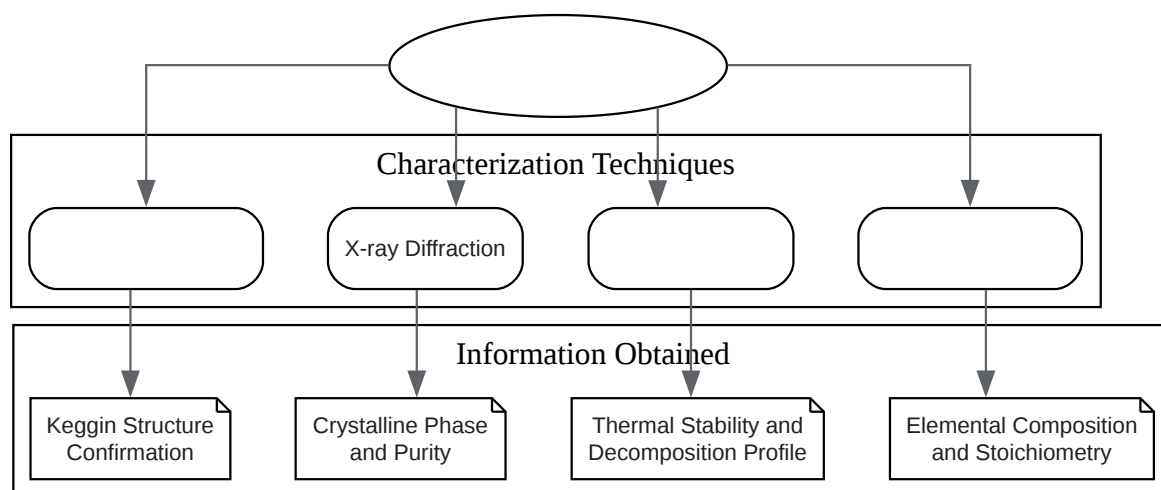 Characterization Techniques
X-ray Diffraction
Information Obtained
Keggin Structure
Confirmation
Crystalline Phase
and Purity
Thermal Stability and
Decomposition Profile
Elemental Composition
and Stoichiometry